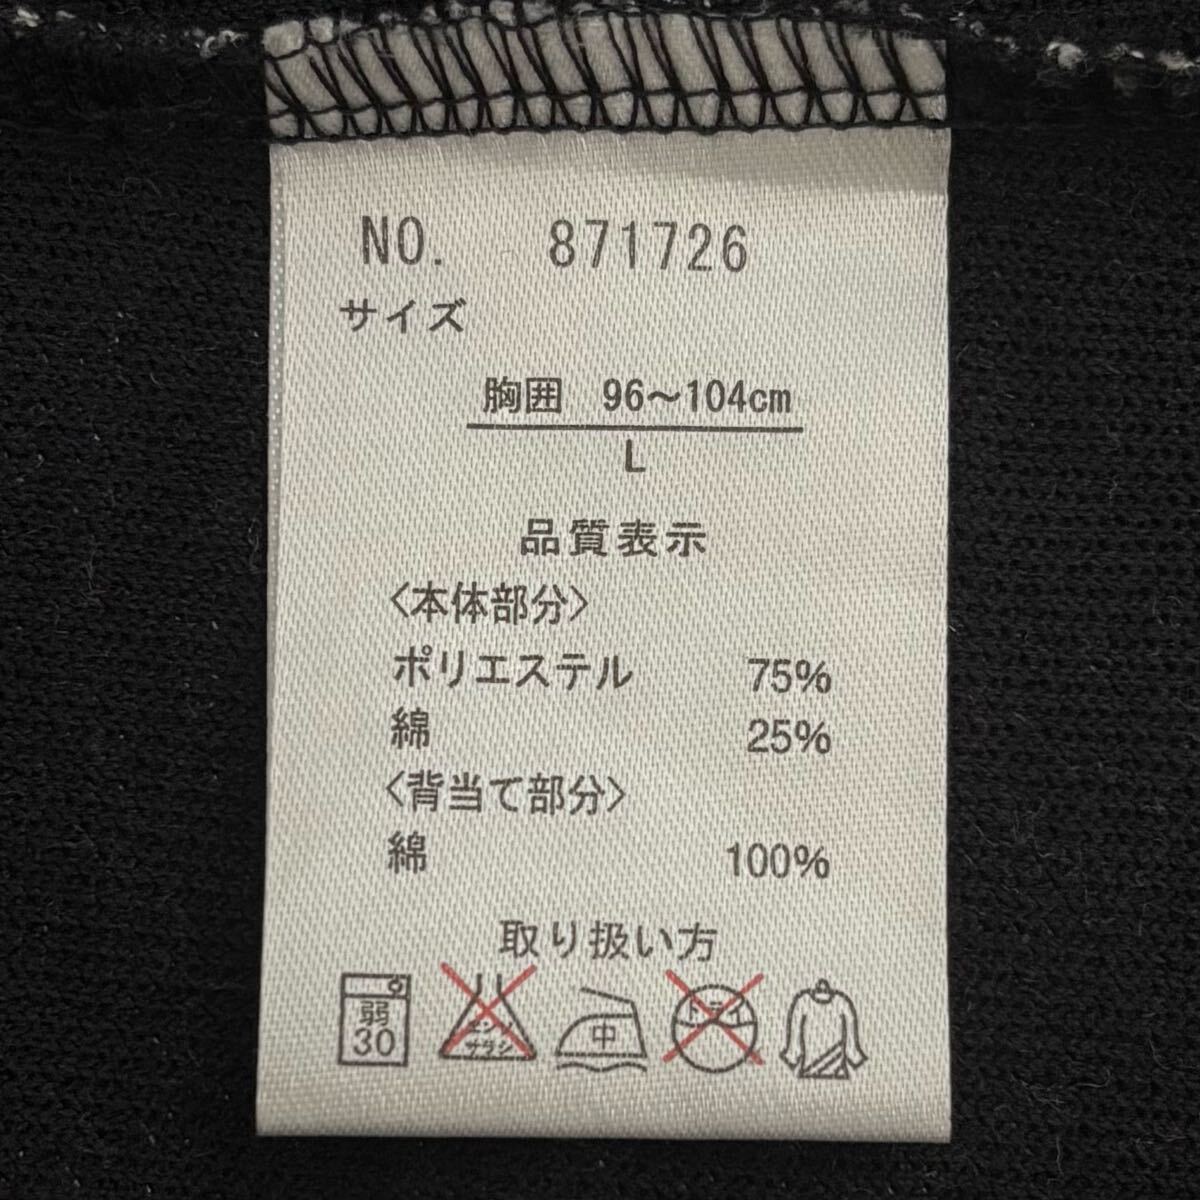 NO. 871726
サイズ
胸囲 96～104cm
L
品質表示
〈本体部分〉
ポリエステル 75%
綿 25%
〈背当て部分〉
綿 100%
取り扱い方
弱
30
エンソ
サラシ
中
ドライ